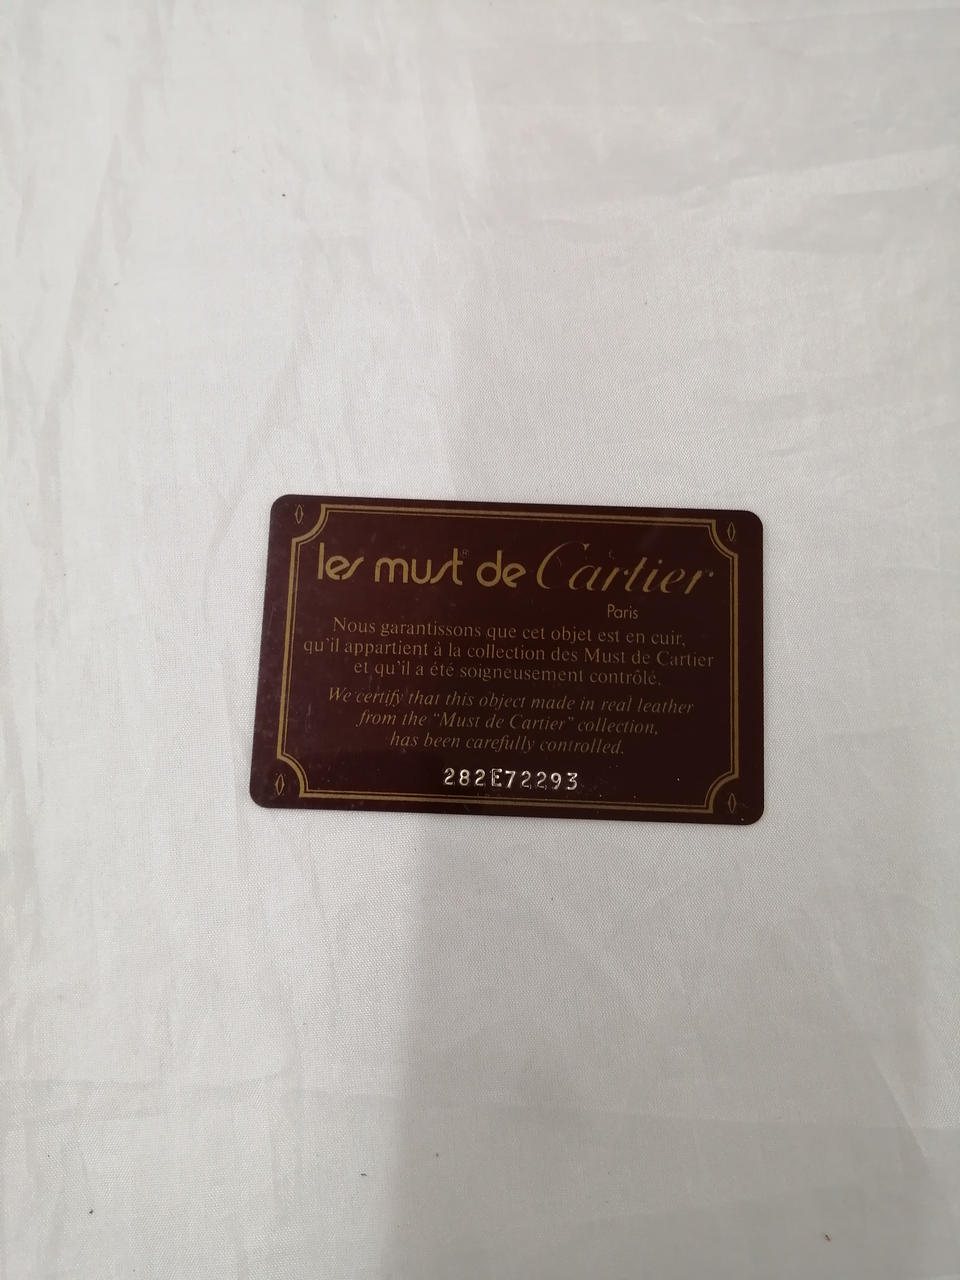 les must de Cartier
Paris
Nous garantissons que cet objet est en cuir,
qu'il appartient à la collection des Must de Cartier
et qu'il a été soigneusement contrôlé.
We certify that this object made in real leather
from the "Must de Cartier" collection,
has been carefully controlled.
282E72293